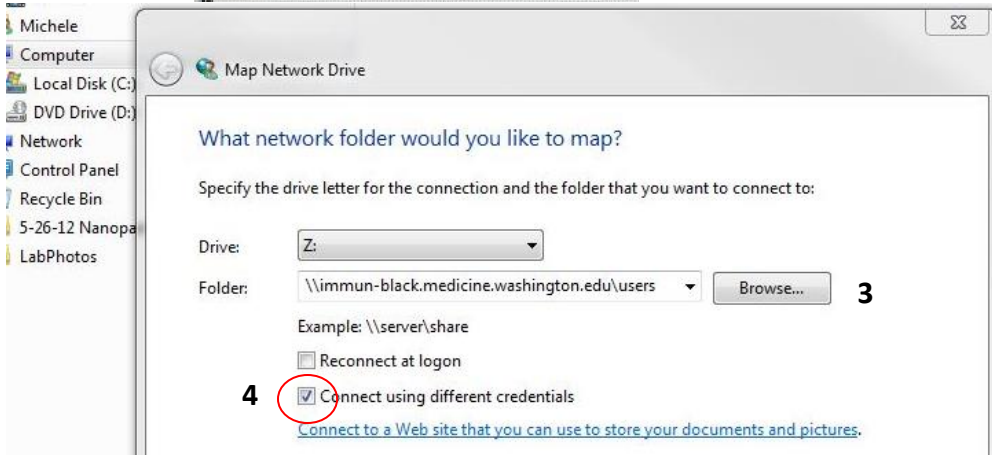 Michele
Computer
Local Disk (C:)
DVD Drive (D:)
Network
Control Panel
Recycle Bin
5-26-12 Nanopa
LabPhotos
Map Network Drive
What network folder would you like to map?
Specify the drive letter for the connection and the folder that you want to connect to:
Drive: Z:
Folder: \\immun-black.medicine.washington.edu\users Browse... 3
Example: \\server\share
Reconnect at logon
4 Connect using different credentials
Connect to a Web site that you can use to store your documents and pictures.